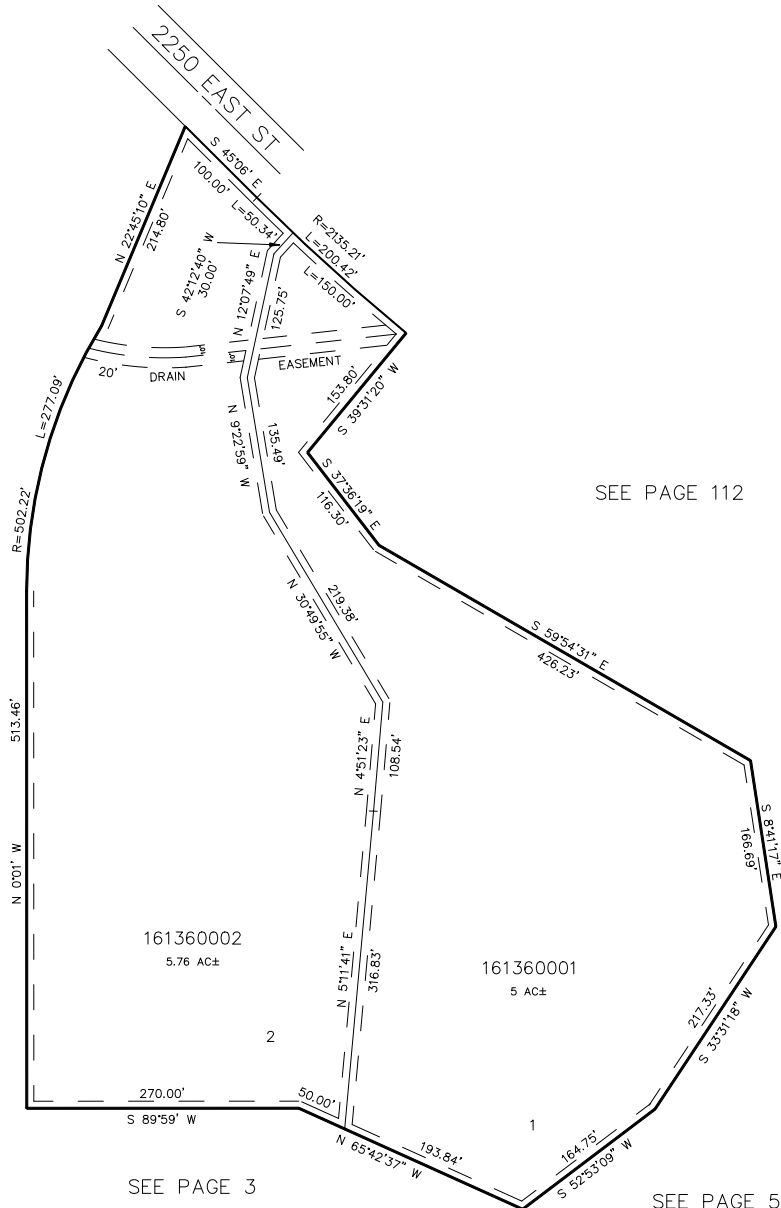 2250 EAST ST
S 45°06' E
100.00'
L=50.34'
R=2135.21'
L=200.42'
L=150.00'
N 22°45'10" E
214.80'
S 42°12'40" W
30.00'
N 12°07'49" E
125.75'
10'
10'
20'
DRAIN
EASEMENT
153.80'
S 39°31'20" W
L=277.09'
R=502.22'
N 9°22'59" W
135.49'
S 37°36'19" E
116.30'
SEE PAGE 112
N 30°49'55" W
219.38'
S 59°54'31" E
426.23'
N 4°51'23" E
108.54'
513.46'
N 0°01' W
S 8°41'17" E
166.69'
161360002
5.76 AC±
161360001
5 AC±
N 5°11'41" E
316.83'
217.33'
S 33°31'18" W
2
270.00'
S 89°59' W
50.00'
1
193.84'
N 65°42'37" W
164.75'
S 52°53'09" W
SEE PAGE 3
SEE PAGE 5